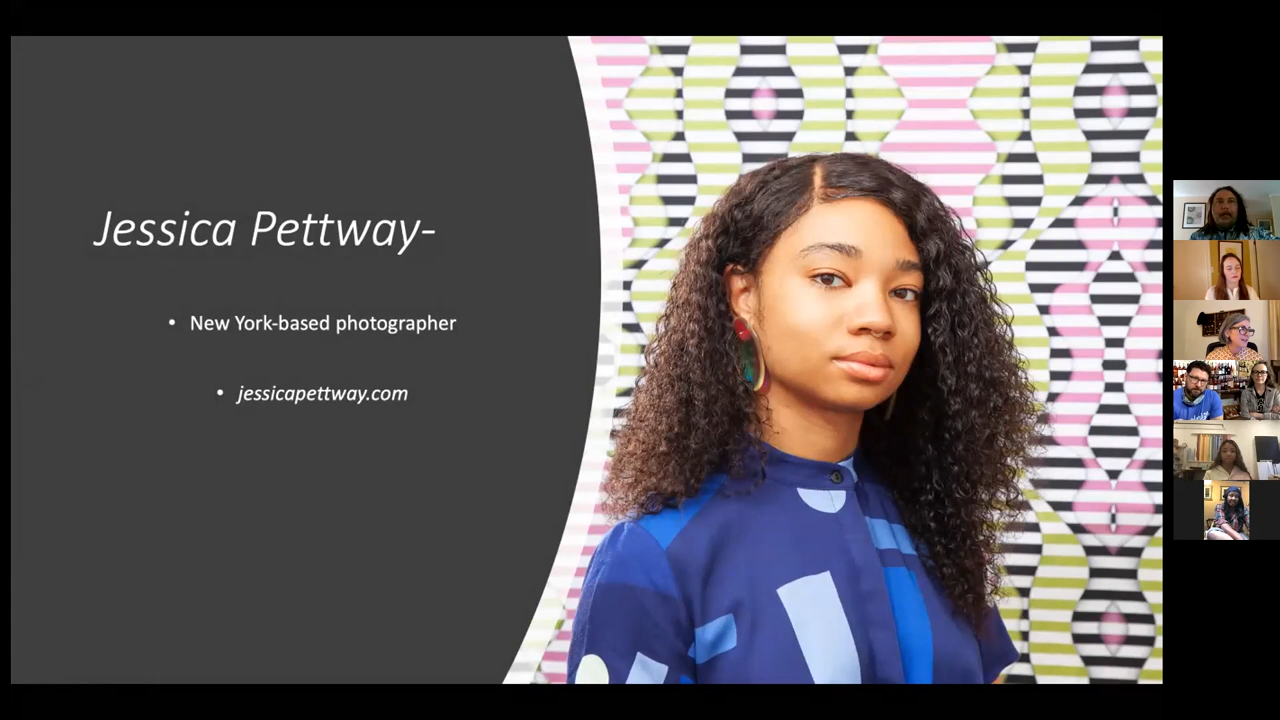 Jessica Pettway-
• New York-based photographer
• jessicapettway.com